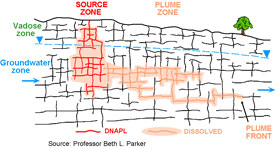 SOURCE
ZONE
PLUME
ZONE
Vadose
zone
Groundwater
zone
PLUME
FRONT
DNAPL
DISSOLVED
Source: Professor Beth L. Parker